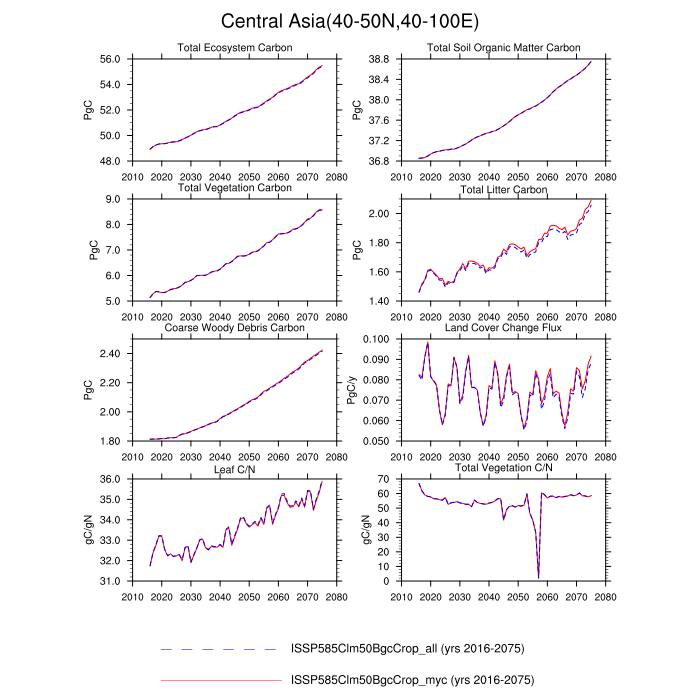 Central Asia(40-50N,40-100E)
Total Ecosystem Carbon
Total Soil Organic Matter Carbon
56.0
54.0
52.0
50.0
48.0
PgC
2010 2020 2030 2040 2050 2060 2070 2080
38.8
38.4
38.0
37.6
37.2
36.8
PgC
2010 2020 2030 2040 2050 2060 2070 2080
Total Vegetation Carbon
Total Litter Carbon
9.0
8.0
7.0
6.0
5.0
PgC
2010 2020 2030 2040 2050 2060 2070 2080
2.00
1.80
1.60
1.40
PgC
2010 2020 2030 2040 2050 2060 2070 2080
Coarse Woody Debris Carbon
Land Cover Change Flux
2.40
2.20
2.00
1.80
PgC
2010 2020 2030 2040 2050 2060 2070 2080
0.100
0.090
0.080
0.070
0.060
0.050
PgC/y
2010 2020 2030 2040 2050 2060 2070 2080
Leaf C/N
Total Vegetation C/N
36.0
35.0
34.0
33.0
32.0
31.0
gC/gN
2010 2020 2030 2040 2050 2060 2070 2080
70
60
50
40
30
20
10
0
gC/gN
2010 2020 2030 2040 2050 2060 2070 2080
ISSP585Clm50BgcCrop_all (yrs 2016-2075)
ISSP585Clm50BgcCrop_myc (yrs 2016-2075)